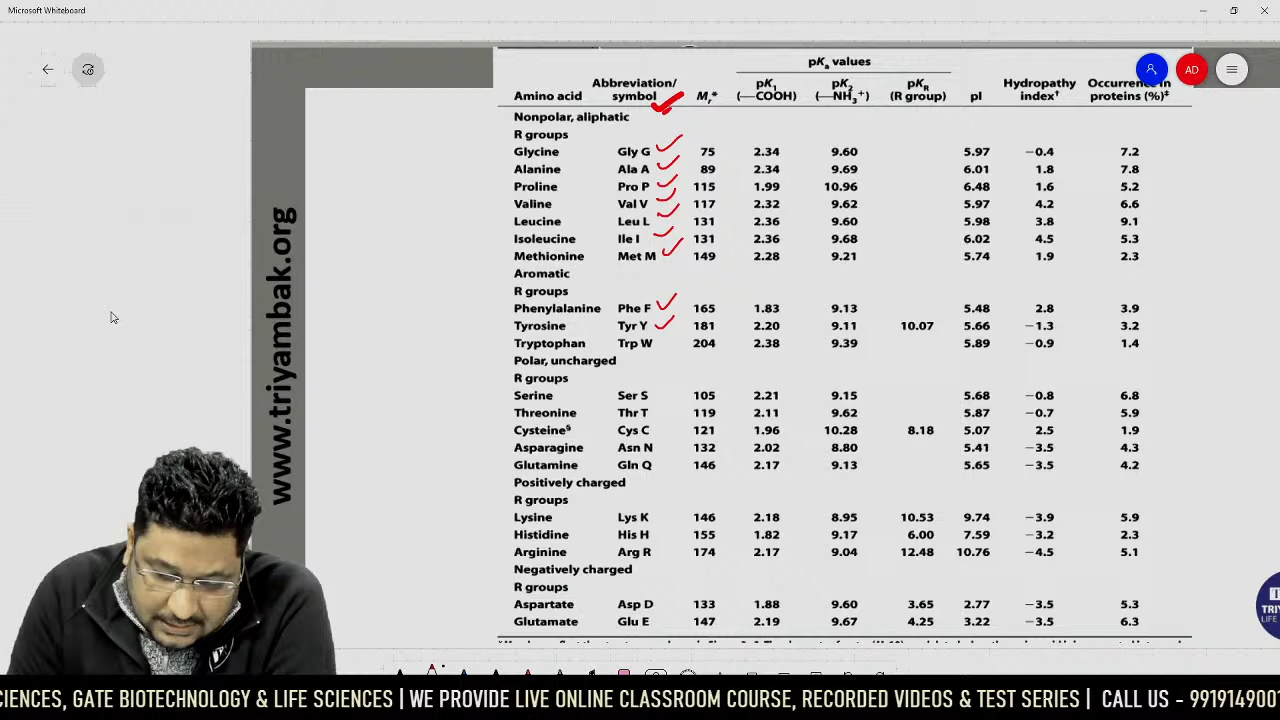 Microsoft Whiteboard
AD
www.triyambak.org
pKa values
Abbreviation/ pK1 pK2 pKR Hydropathy Occurrence in
Amino acid symbol Mr* (—COOH) (—NH3+) (R group) pI index† proteins (%)‡
Nonpolar, aliphatic
R groups
Glycine Gly G 75 2.34 9.60 5.97 −0.4 7.2
Alanine Ala A 89 2.34 9.69 6.01 1.8 7.8
Proline Pro P 115 1.99 10.96 6.48 1.6 5.2
Valine Val V 117 2.32 9.62 5.97 4.2 6.6
Leucine Leu L 131 2.36 9.60 5.98 3.8 9.1
Isoleucine Ile I 131 2.36 9.68 6.02 4.5 5.3
Methionine Met M 149 2.28 9.21 5.74 1.9 2.3
Aromatic
R groups
Phenylalanine Phe F 165 1.83 9.13 5.48 2.8 3.9
Tyrosine Tyr Y 181 2.20 9.11 10.07 5.66 −1.3 3.2
Tryptophan Trp W 204 2.38 9.39 5.89 −0.9 1.4
Polar, uncharged
R groups
Serine Ser S 105 2.21 9.15 5.68 −0.8 6.8
Threonine Thr T 119 2.11 9.62 5.87 −0.7 5.9
Cysteine§ Cys C 121 1.96 10.28 8.18 5.07 2.5 1.9
Asparagine Asn N 132 2.02 8.80 5.41 −3.5 4.3
Glutamine Gln Q 146 2.17 9.13 5.65 −3.5 4.2
Positively charged
R groups
Lysine Lys K 146 2.18 8.95 10.53 9.74 −3.9 5.9
Histidine His H 155 1.82 9.17 6.00 7.59 −3.2 2.3
Arginine Arg R 174 2.17 9.04 12.48 10.76 −4.5 5.1
Negatively charged
R groups
Aspartate Asp D 133 1.88 9.60 3.65 2.77 −3.5 5.3
Glutamate Glu E 147 2.19 9.67 4.25 3.22 −3.5 6.3
TRIY
LIFE
CIENCES, GATE BIOTECHNOLOGY & LIFE SCIENCES | WE PROVIDE LIVE ONLINE CLASSROOM COURSE, RECORDED VIDEOS & TEST SERIES | CALL US - 991914900